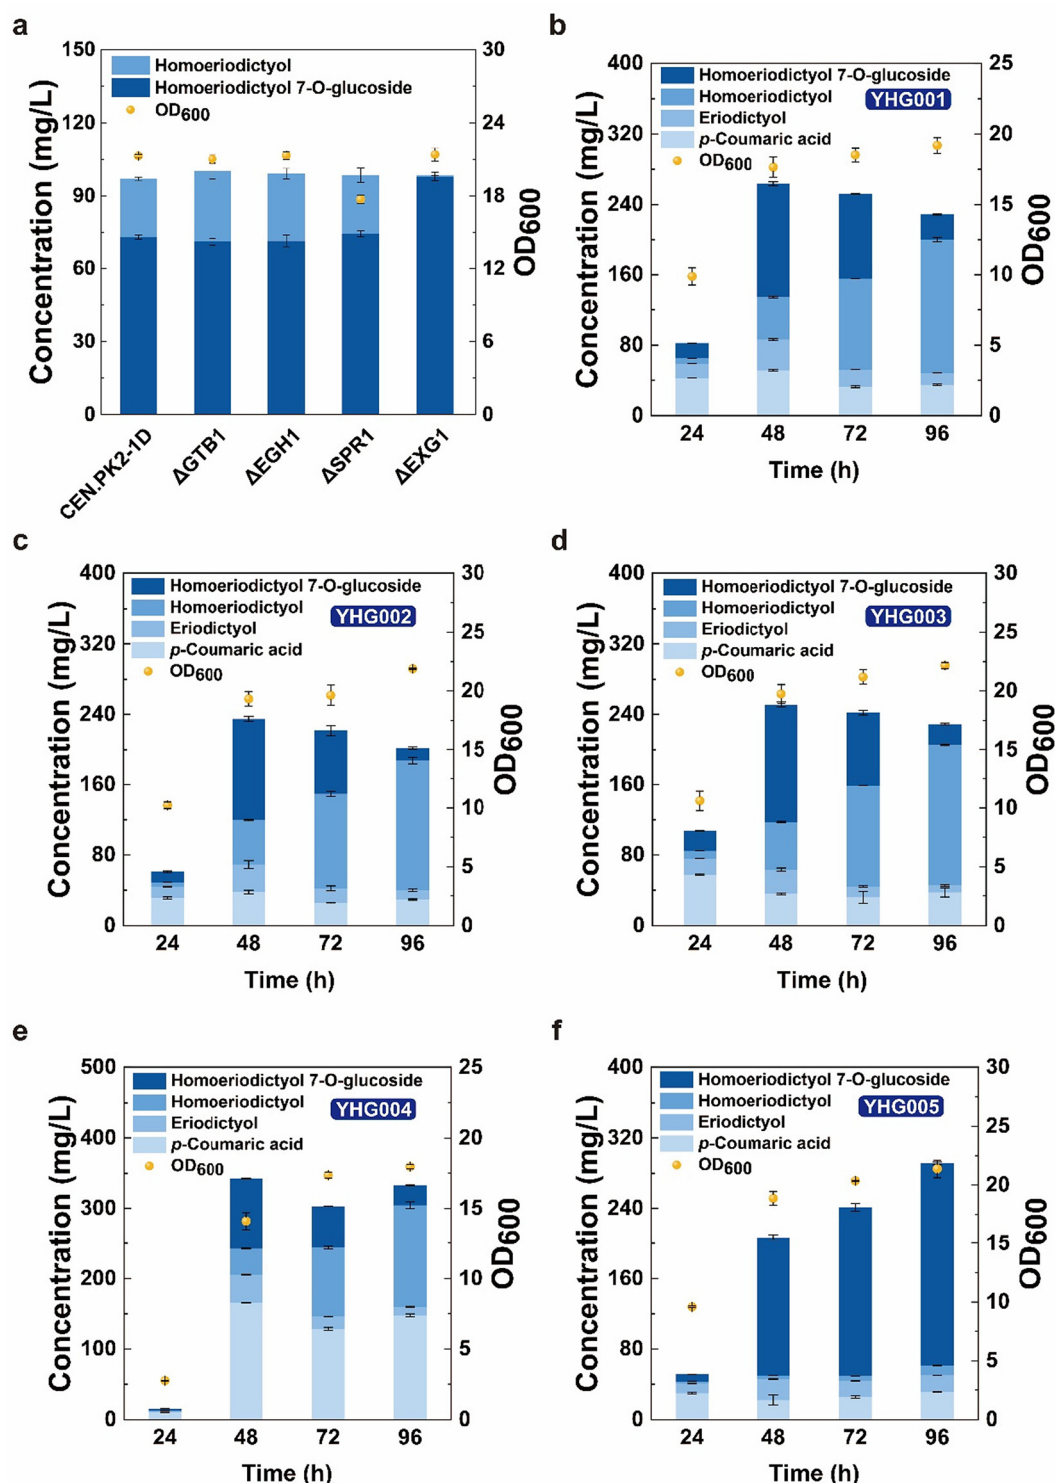 a
Concentration (mg/L)
150
120
90
60
30
0
Homoeriodictyol
Homoeriodictyol 7-O-glucoside
OD600
30
24
18
12
6
0
OD600
CEN.PK2-1D
ΔGTB1
ΔEGH1
ΔSPR1
ΔEXG1
b
Concentration (mg/L)
400
320
240
160
80
0
Homoeriodictyol 7-O-glucoside
Homoeriodictyol
YHG001
Eriodictyol
p-Coumaric acid
OD600
25
20
15
10
5
0
OD600
24 48 72 96
Time (h)
c
Concentration (mg/L)
400
320
240
160
80
0
Homoeriodictyol 7-O-glucoside
Homoeriodictyol
YHG002
Eriodictyol
p-Coumaric acid
OD600
30
25
20
15
10
5
0
OD600
24 48 72 96
Time (h)
d
Concentration (mg/L)
400
320
240
160
80
0
Homoeriodictyol 7-O-glucoside
Homoeriodictyol
YHG003
Eriodictyol
p-Coumaric acid
OD600
30
25
20
15
10
5
0
OD600
24 48 72 96
Time (h)
e
Concentration (mg/L)
500
400
300
200
100
0
Homoeriodictyol 7-O-glucoside
Homoeriodictyol
YHG004
Eriodictyol
p-Coumaric acid
OD600
25
20
15
10
5
0
OD600
24 48 72 96
Time (h)
f
Concentration (mg/L)
400
320
240
160
80
0
Homoeriodictyol 7-O-glucoside
Homoeriodictyol
YHG005
Eriodictyol
p-Coumaric acid
OD600
30
25
20
15
10
5
0
OD600
24 48 72 96
Time (h)